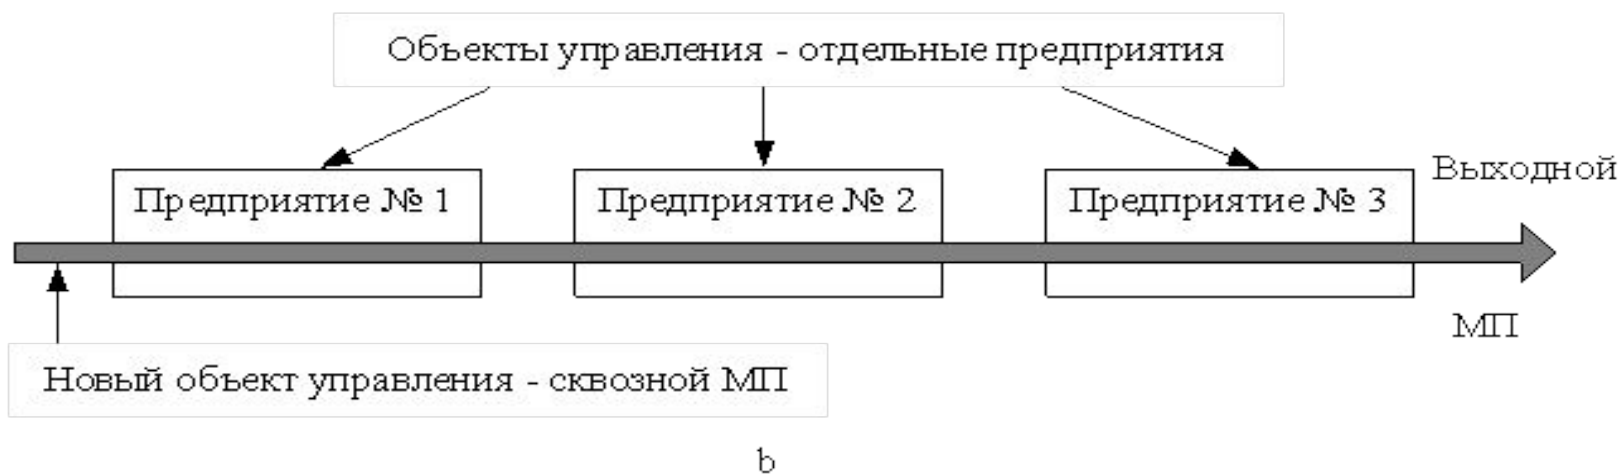 Объекты управления - отдельные предприятия
Выходной
Предприятие № 1
Предприятие № 2
Предприятие № 3
МП
Новый объект управления - сквозной МП
b